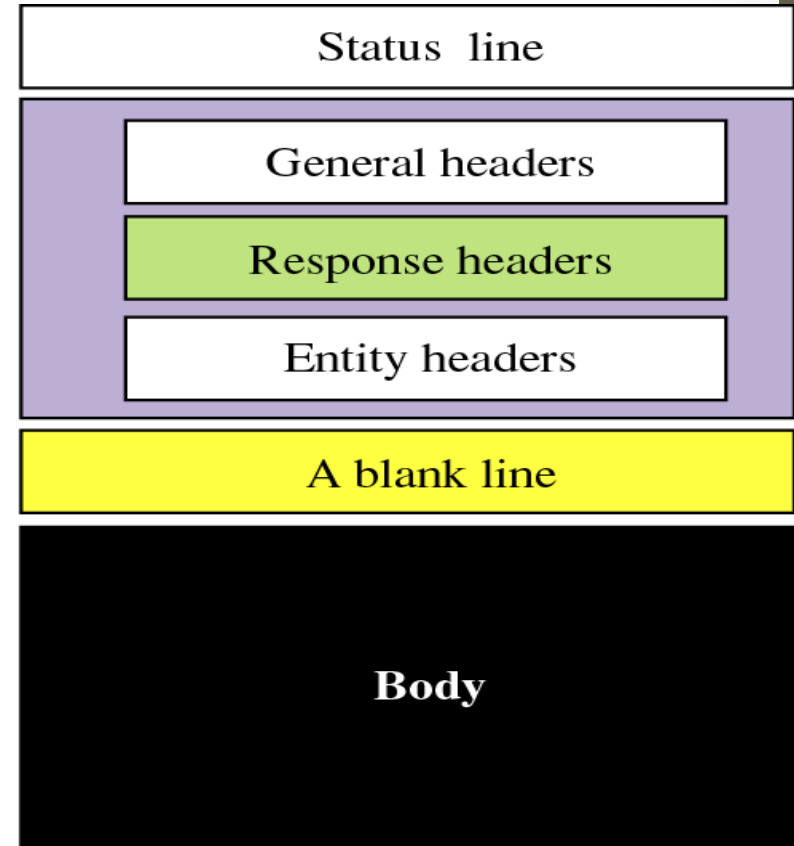 Status line
General headers
Response headers
Entity headers
A blank line
Body